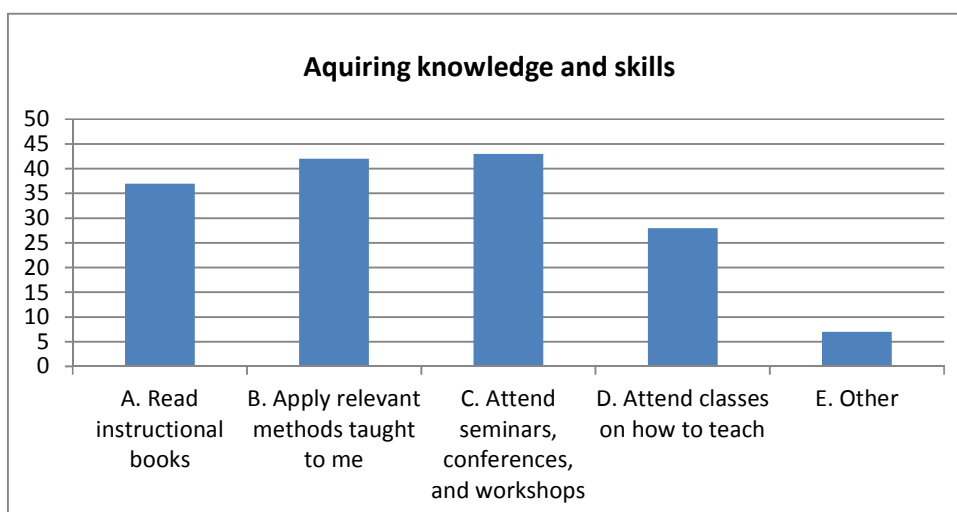 Aquiring knowledge and skills
50
45
40
35
30
25
20
15
10
5
0
A. Read
instructional
books
B. Apply relevant
methods taught
to me
C. Attend
seminars,
conferences,
and workshops
D. Attend classes
on how to teach
E. Other